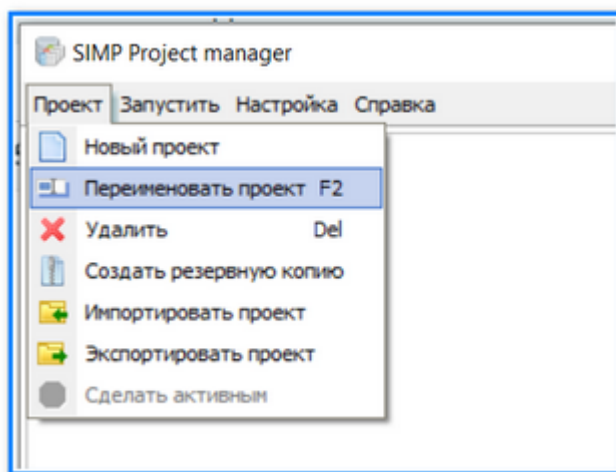 SIMP Project manager
Проект Запустить Настройка Справка
Новый проект
Переименовать проект F2
Удалить Del
Создать резервную копию
Импортировать проект
Экспортировать проект
Сделать активным